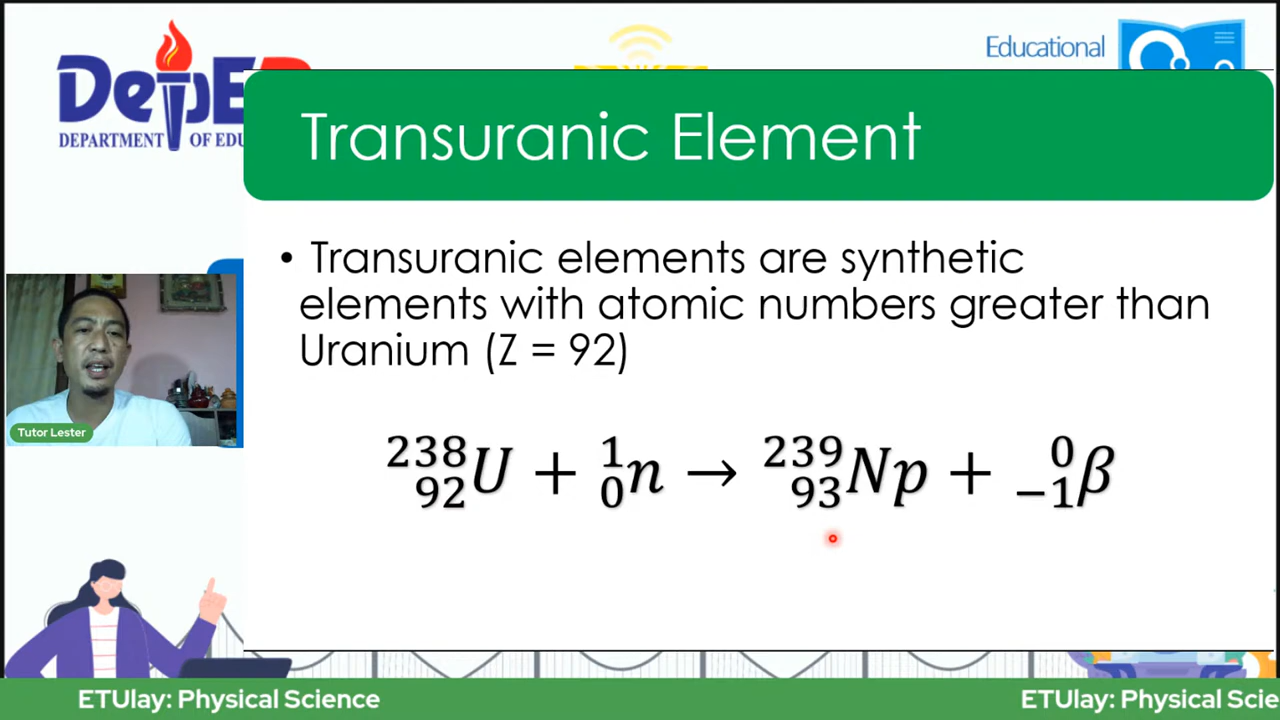 DepED
DEPARTMENT OF EDU
Educational
Transuranic Element
• Transuranic elements are synthetic
elements with atomic numbers greater than
Uranium (Z = 92)
²³⁸₉₂U + ¹₀n → ²³⁹₉₃Np + ⁰₋₁β
Tutor Lester
ETUlay: Physical Science
ETUlay: Physical Scie